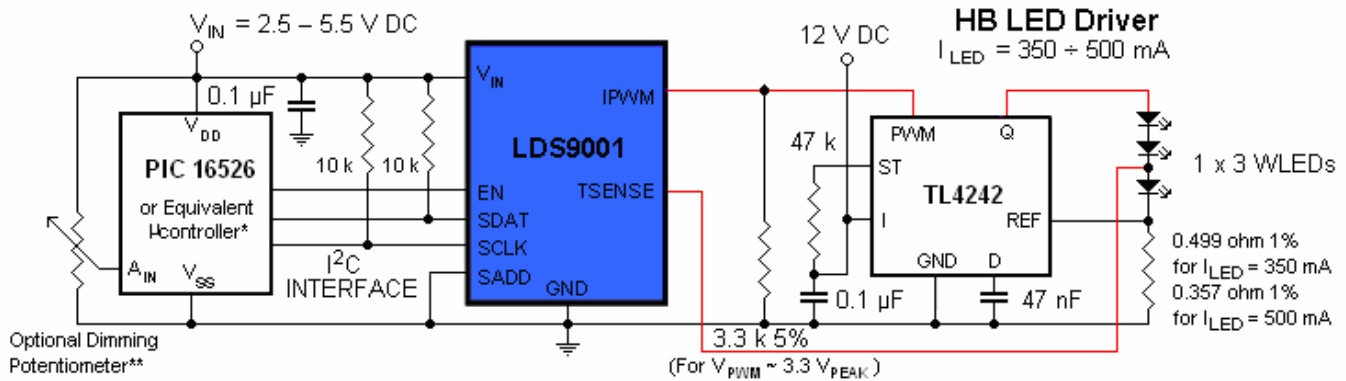 V_IN = 2.5 – 5.5 V DC
HB LED Driver
I_LED = 350 ÷ 500 mA
12 V DC
0.1 µF
V_IN
IPWM
LDS9001
TSENSE
EN
SDAT
SCLK
SADD
GND
V_DD
PIC 16526
or Equivalent
µcontroller*
A_IN
V_SS
10 k
10 k
I²C
INTERFACE
47 k
PWM
Q
ST
TL4242
I
REF
GND
D
1 x 3 WLEDs
0.1 µF
47 nF
0.499 ohm 1%
for I_LED = 350 mA
0.357 ohm 1%
for I_LED = 500 mA
3.3 k 5%
(For V_PWM ~ 3.3 V_PEAK )
Optional Dimming
Potentiometer**